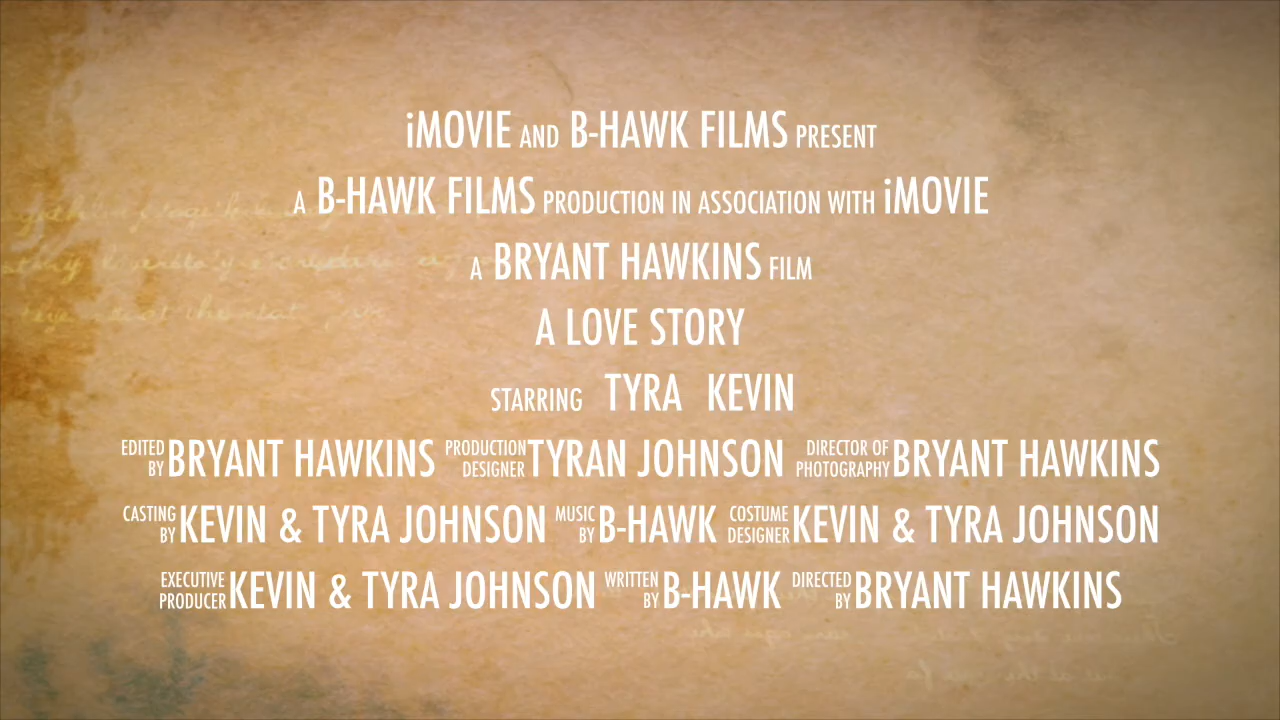 iMOVIE AND B-HAWK FILMS PRESENT
A B-HAWK FILMS PRODUCTION IN ASSOCIATION WITH iMOVIE
A BRYANT HAWKINS FILM
A LOVE STORY
STARRING TYRA KEVIN
EDITED BY BRYANT HAWKINS PRODUCTION DESIGNER TYRAN JOHNSON DIRECTOR OF PHOTOGRAPHY BRYANT HAWKINS
CASTING BY KEVIN & TYRA JOHNSON MUSIC BY B-HAWK COSTUME DESIGNER KEVIN & TYRA JOHNSON
EXECUTIVE PRODUCER KEVIN & TYRA JOHNSON WRITTEN BY B-HAWK DIRECTED BY BRYANT HAWKINS